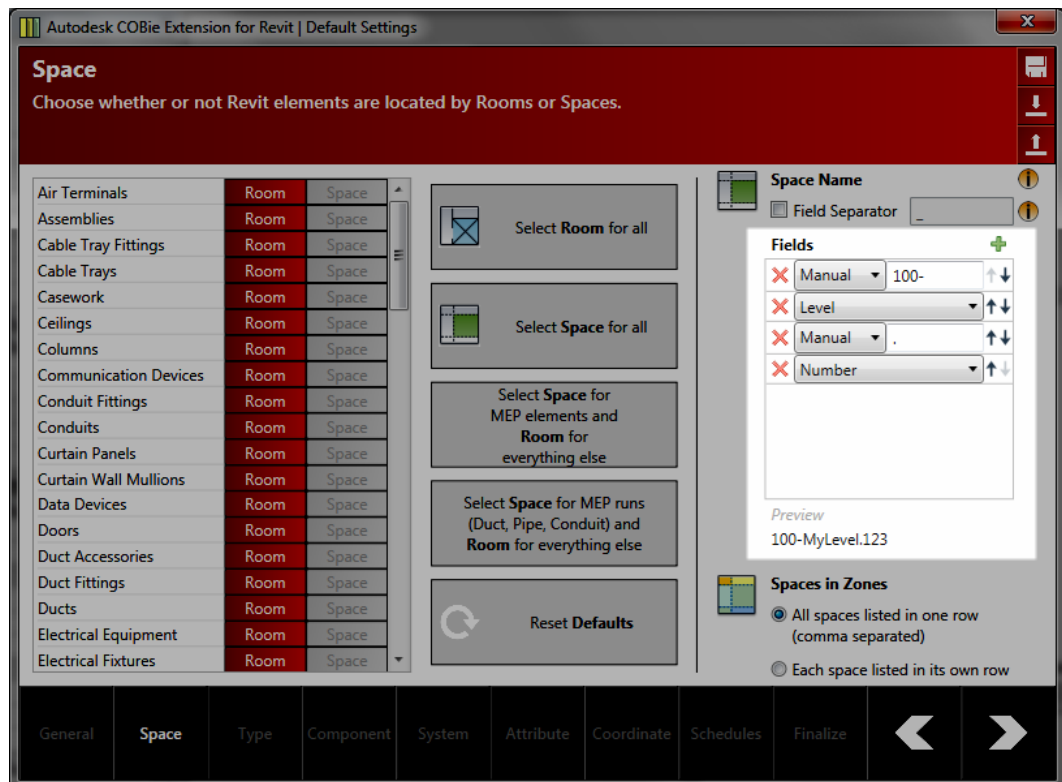 Autodesk COBie Extension for Revit | Default Settings
Space
Choose whether or not Revit elements are located by Rooms or Spaces.
Air Terminals Room Space
Assemblies Room Space
Cable Tray Fittings Room Space
Cable Trays Room Space
Casework Room Space
Ceilings Room Space
Columns Room Space
Communication Devices Room Space
Conduit Fittings Room Space
Conduits Room Space
Curtain Panels Room Space
Curtain Wall Mullions Room Space
Data Devices Room Space
Doors Room Space
Duct Accessories Room Space
Duct Fittings Room Space
Ducts Room Space
Electrical Equipment Room Space
Electrical Fixtures Room Space
Select Room for all
Select Space for all
Select Space for
MEP elements and
Room for
everything else
Select Space for MEP runs
(Duct, Pipe, Conduit) and
Room for everything else
Reset Defaults
Space Name
Field Separator _
Fields
Manual 100-
Level
Manual .
Number
Preview
100-MyLevel.123
Spaces in Zones
All spaces listed in one row
(comma separated)
Each space listed in its own row
General Space Type Component System Attribute Coordinate Schedules Finalize